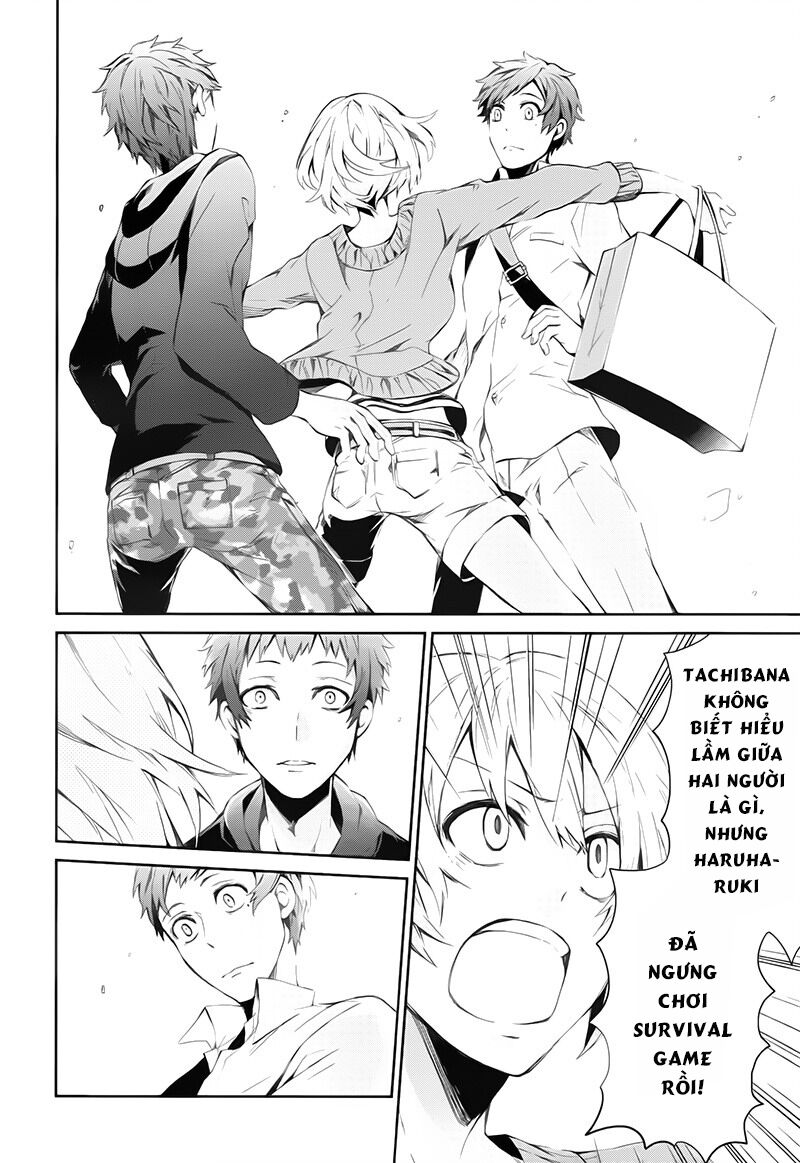 TACHIBANA
KHÔNG
BIẾT HIỂU
LẦM GIỮA
HAI NGƯỜI
LÀ GÌ,
NHƯNG
HARUHA-
RUKI
ĐÃ
NGƯNG
CHƠI
SURVIVAL
GAME
RỒI!